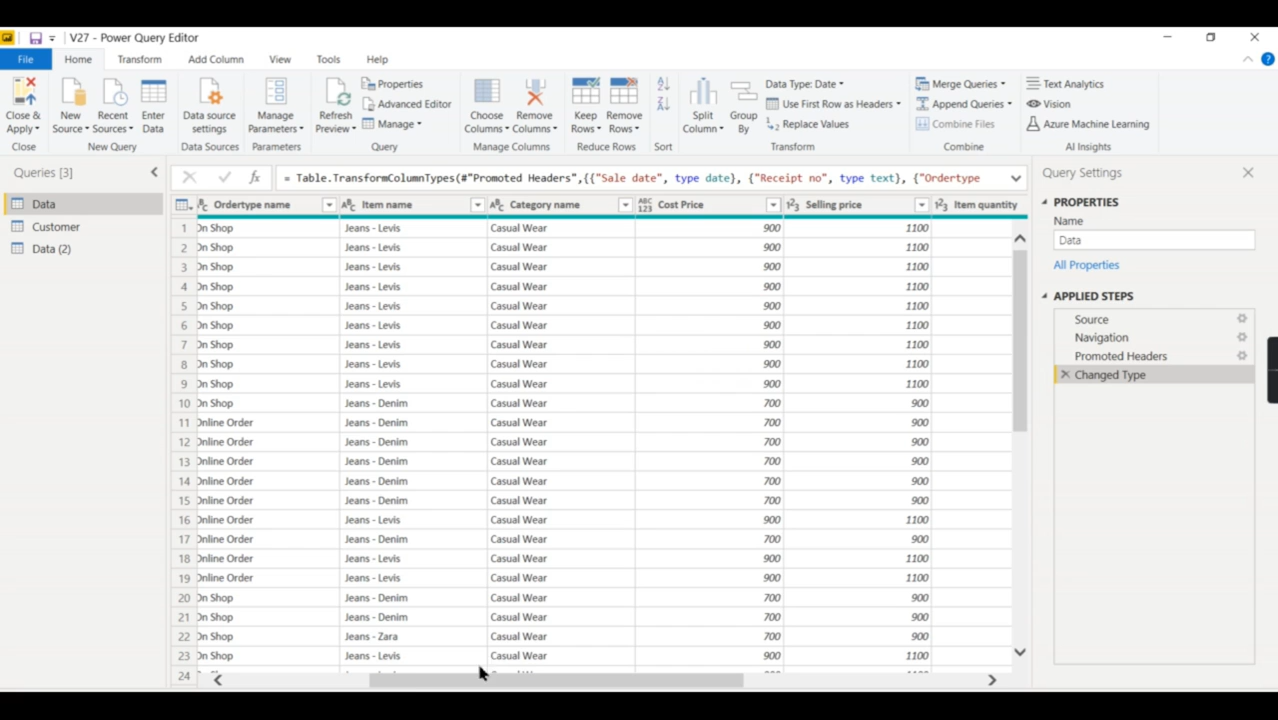 V27 - Power Query Editor
File Home Transform Add Column View Tools Help
Close & Apply
New Source
Recent Sources
Enter Data
Data source settings
Manage Parameters
Refresh Preview
Properties
Advanced Editor
Manage
Choose Columns
Remove Columns
Keep Rows
Remove Rows
Split Column
Group By
Data Type: Date
Use First Row as Headers
Replace Values
Merge Queries
Append Queries
Combine Files
Text Analytics
Vision
Azure Machine Learning
Close New Query Data Sources Parameters Query Manage Columns Reduce Rows Sort Transform Combine AI Insights
Queries [3]
Data
Customer
Data (2)
= Table.TransformColumnTypes(#"Promoted Headers",{{"Sale date", type date}, {"Receipt no", type text}, {"Ordertype
Ordertype name Item name Category name Cost Price Selling price Item quantity
1 On Shop Jeans - Levis Casual Wear 900 1100
2 On Shop Jeans - Levis Casual Wear 900 1100
3 On Shop Jeans - Levis Casual Wear 900 1100
4 On Shop Jeans - Levis Casual Wear 900 1100
5 On Shop Jeans - Levis Casual Wear 900 1100
6 On Shop Jeans - Levis Casual Wear 900 1100
7 On Shop Jeans - Levis Casual Wear 900 1100
8 On Shop Jeans - Levis Casual Wear 900 1100
9 On Shop Jeans - Levis Casual Wear 900 1100
10 On Shop Jeans - Denim Casual Wear 700 900
11 Online Order Jeans - Denim Casual Wear 700 900
12 Online Order Jeans - Denim Casual Wear 700 900
13 Online Order Jeans - Denim Casual Wear 700 900
14 Online Order Jeans - Denim Casual Wear 700 900
15 Online Order Jeans - Denim Casual Wear 700 900
16 Online Order Jeans - Levis Casual Wear 900 1100
17 Online Order Jeans - Denim Casual Wear 700 900
18 Online Order Jeans - Levis Casual Wear 900 1100
19 Online Order Jeans - Levis Casual Wear 900 1100
20 On Shop Jeans - Denim Casual Wear 700 900
21 On Shop Jeans - Denim Casual Wear 700 900
22 On Shop Jeans - Zara Casual Wear 700 900
23 On Shop Jeans - Levis Casual Wear 900 1100
24
Query Settings
PROPERTIES
Name
Data
All Properties
APPLIED STEPS
Source
Navigation
Promoted Headers
Changed Type